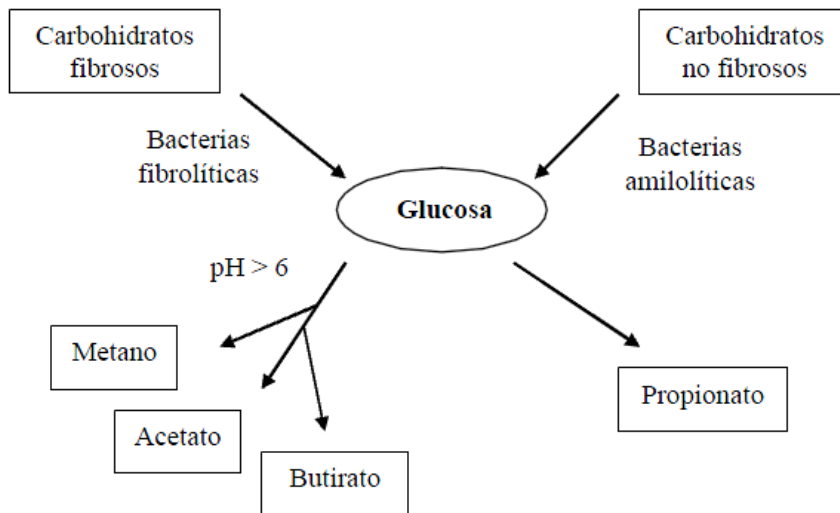 Carbohidratos
fibrosos
Carbohidratos
no fibrosos
Bacterias
fibrolíticas
Bacterias
amilolíticas
Glucosa
pH > 6
Metano
Acetato
Butirato
Propionato